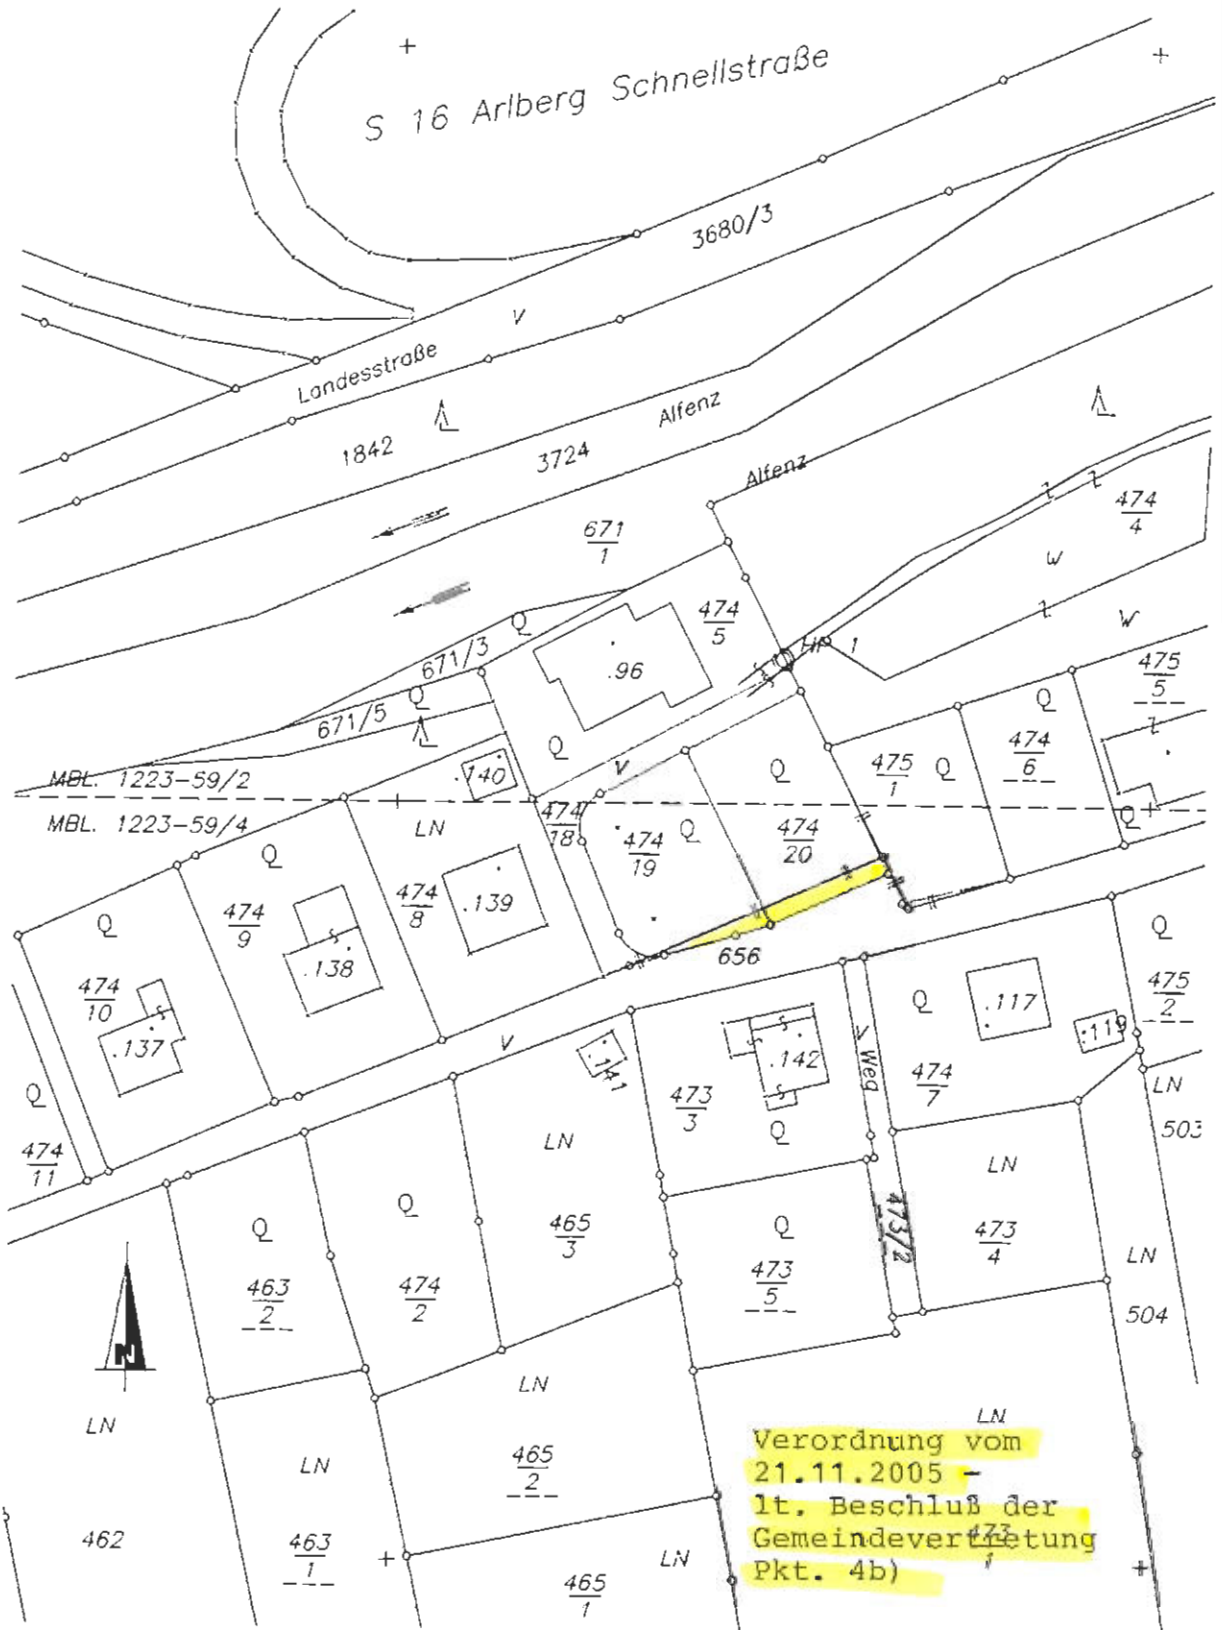 S 16 Arlberg Schnellstraße
3680/3
V
Landesstraße
1842
Alfenz
3724
Alfenz
671
1
474
4
W
474
5
W
Q
671/3
.96
HP 1
475
5
671/5
Q
Q
Q
474
6
MBL. 1223-59/2
.140
Q
V
Q
475
1
Q
MBL. 1223-59/4
LN
474
18
474
19
Q
474
20
Q
Q
474
9
474
8
.139
Q
.138
656
Q
474
10
.137
475
2
Q
.117
.119
V
.141
.142
V Weg
474
7
LN
503
Q
474
11
473
3
Q
LN
LN
Q
Q
465
3
Q
473/2
473
4
LN
463
2
474
2
473
5
504
N
LN
LN
LN
LN
465
2
462
463
1
LN
465
1
473
1
Verordnung vom
21.11.2005 -
lt. Beschluß der
Gemeindevertretung
Pkt. 4b)